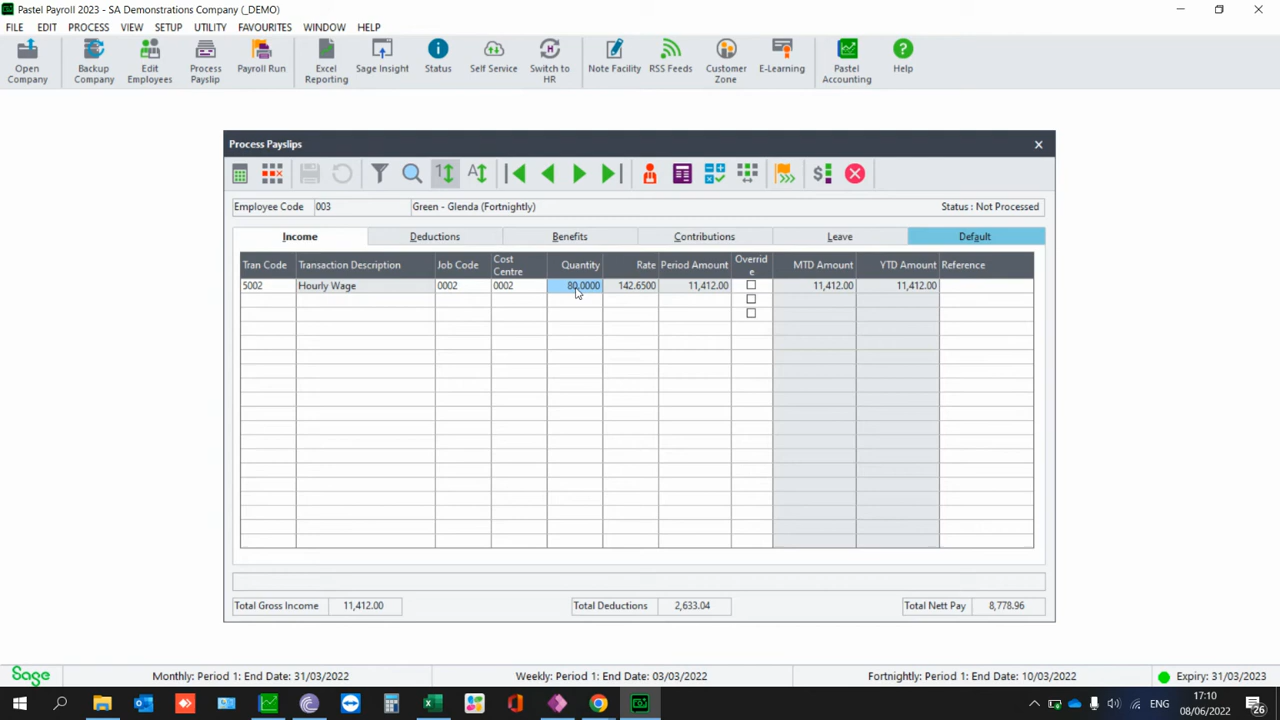 Pastel Payroll 2023 - SA Demonstrations Company (_DEMO)
FILE EDIT PROCESS VIEW SETUP UTILITY FAVOURITES WINDOW HELP
Open Company
Backup Company
Edit Employees
Process Payslip
Payroll Run
Excel Reporting
Sage Insight
Status
Self Service
Switch to HR
Note Facility
RSS Feeds
Customer Zone
E-Learning
Pastel Accounting
Help
Process Payslips
Employee Code 003 Green - Glenda (Fortnightly) Status : Not Processed
Income Deductions Benefits Contributions Leave Default
Tran Code Transaction Description Job Code Cost Centre Quantity Rate Period Amount Override MTD Amount YTD Amount Reference
5002 Hourly Wage 0002 0002 80.0000 142.6500 11,412.00 11,412.00 11,412.00
Total Gross Income 11,412.00 Total Deductions 2,633.04 Total Nett Pay 8,778.96
Sage Monthly: Period 1: End Date: 31/03/2022 Weekly: Period 1: End Date: 03/03/2022 Fortnightly: Period 1: End Date: 10/03/2022 Expiry: 31/03/2023
ENG 17:10
08/06/2022 26